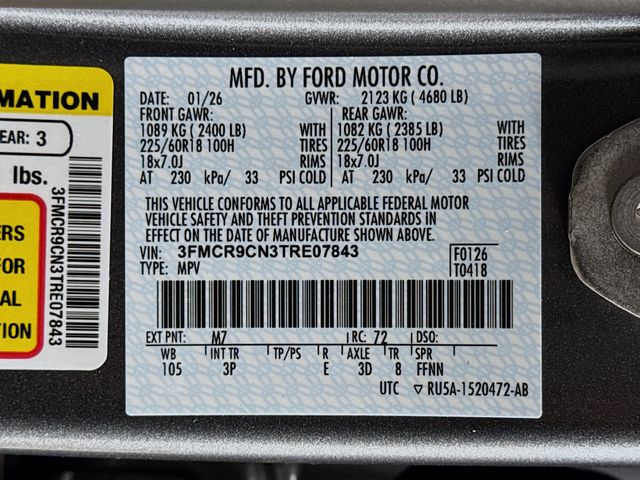 MATION
EAR: 3
lbs.
ERS
FOR
AL
TION
3FMCR9CN3TRE07843
MFD. BY FORD MOTOR CO.
DATE: 01/26 GVWR: 2123 KG ( 4680 LB)
FRONT GAWR: REAR GAWR:
1089 KG ( 2400 LB) WITH 1082 KG ( 2385 LB) WITH
225/60R18 100H TIRES 225/60R18 100H TIRES
18x7.0J RIMS 18x7.0J RIMS
AT 230 kPa/ 33 PSI COLD AT 230 kPa/ 33 PSI COLD
THIS VEHICLE CONFORMS TO ALL APPLICABLE FEDERAL MOTOR
VEHICLE SAFETY AND THEFT PREVENTION STANDARDS IN
EFFECT ON THE DATE OF MANUFACTURE SHOWN ABOVE.
VIN: 3FMCR9CN3TRE07843 F0126
TYPE: MPV T0418
EXT PNT: M7 RC: 72 DSO:
WB INT TR TP/PS R AXLE TR SPR
105 3P E 3D 8 FFNN
UTC ▽ RU5A-1520472-AB